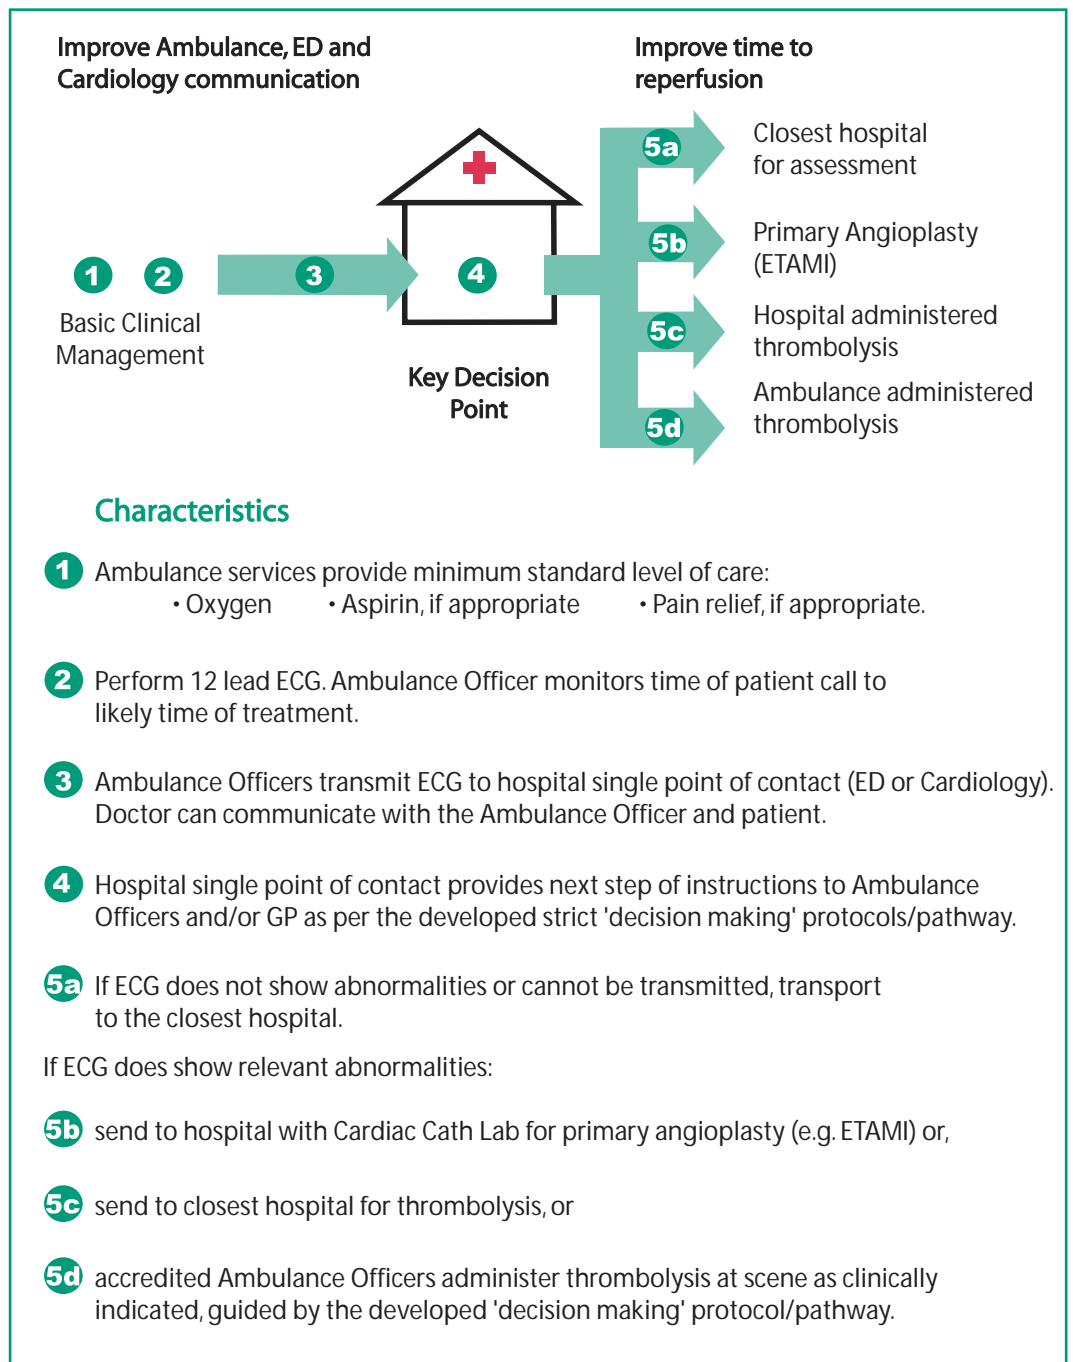 Improve Ambulance, ED and
Cardiology communication
Improve time to
reperfusion
5a
Closest hospital
for assessment
5b
Primary Angioplasty
(ETAMI)
1
2
3
4
Basic Clinical
Management
5c
Hospital administered
thrombolysis
Key Decision
Point
5d
Ambulance administered
thrombolysis
Characteristics
1 Ambulance services provide minimum standard level of care:
• Oxygen • Aspirin, if appropriate • Pain relief, if appropriate.
2 Perform 12 lead ECG. Ambulance Officer monitors time of patient call to
likely time of treatment.
3 Ambulance Officers transmit ECG to hospital single point of contact (ED or Cardiology).
Doctor can communicate with the Ambulance Officer and patient.
4 Hospital single point of contact provides next step of instructions to Ambulance
Officers and/or GP as per the developed strict 'decision making' protocols/pathway.
5a If ECG does not show abnormalities or cannot be transmitted, transport
to the closest hospital.
If ECG does show relevant abnormalities:
5b send to hospital with Cardiac Cath Lab for primary angioplasty (e.g. ETAMI) or,
5c send to closest hospital for thrombolysis, or
5d accredited Ambulance Officers administer thrombolysis at scene as clinically
indicated, guided by the developed 'decision making' protocol/pathway.